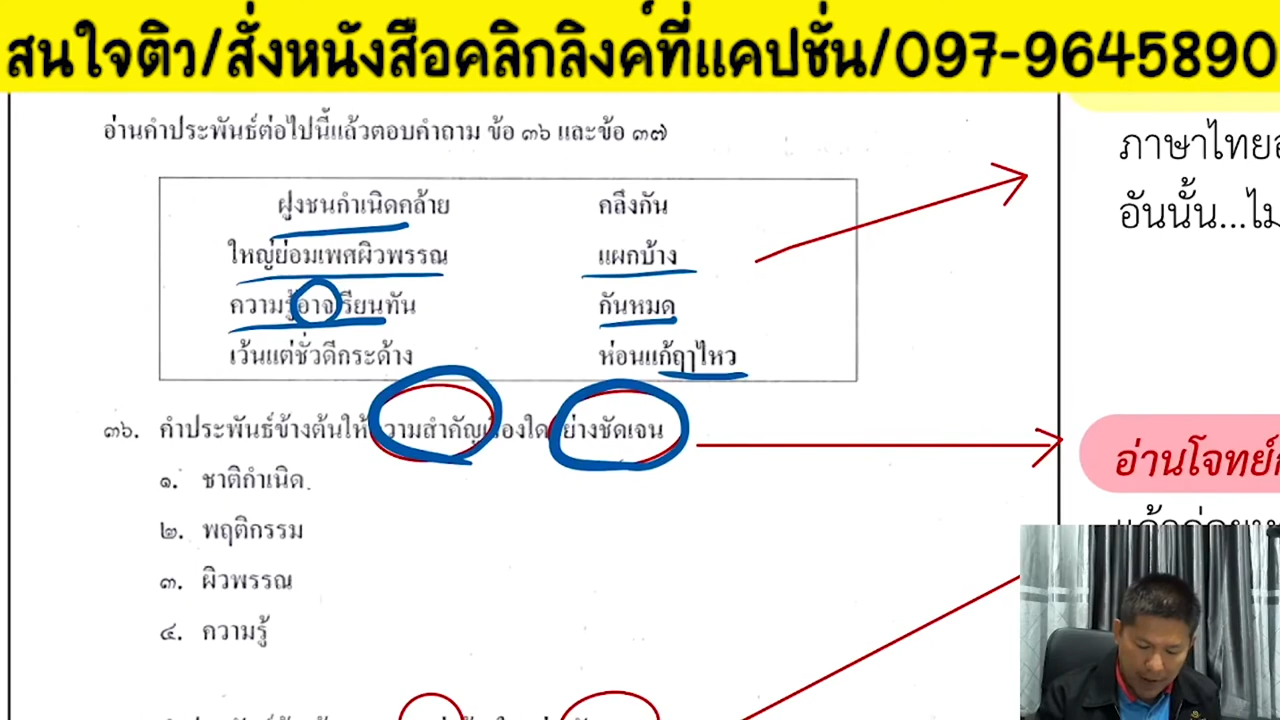 สนใจติว/สั่งหนังสือคลิกลิงค์ที่แคปชั่น/097-9645890
อ่านคำประพันธ์ต่อไปนี้แล้วตอบคำถาม ข้อ ๓๖ และข้อ ๓๗
ฝูงชนกำเนิดคล้าย คลึงกัน
ใหญ่ย่อมเพศผิวพรรณ แผกบ้าง
ความรู้อาจเรียนทัน กันหมด
เว้นแต่ชั่วดีกระด้าง ห่อนแก้ฤๅไหว
๓๖. คำประพันธ์ข้างต้นให้ความสำคัญเรื่องใดอย่างชัดเจน
๑. ชาติกำเนิด
๒. พฤติกรรม
๓. ผิวพรรณ
๔. ความรู้
ภาษาไทย
อันนั้น...ไม
อ่านโจทย์